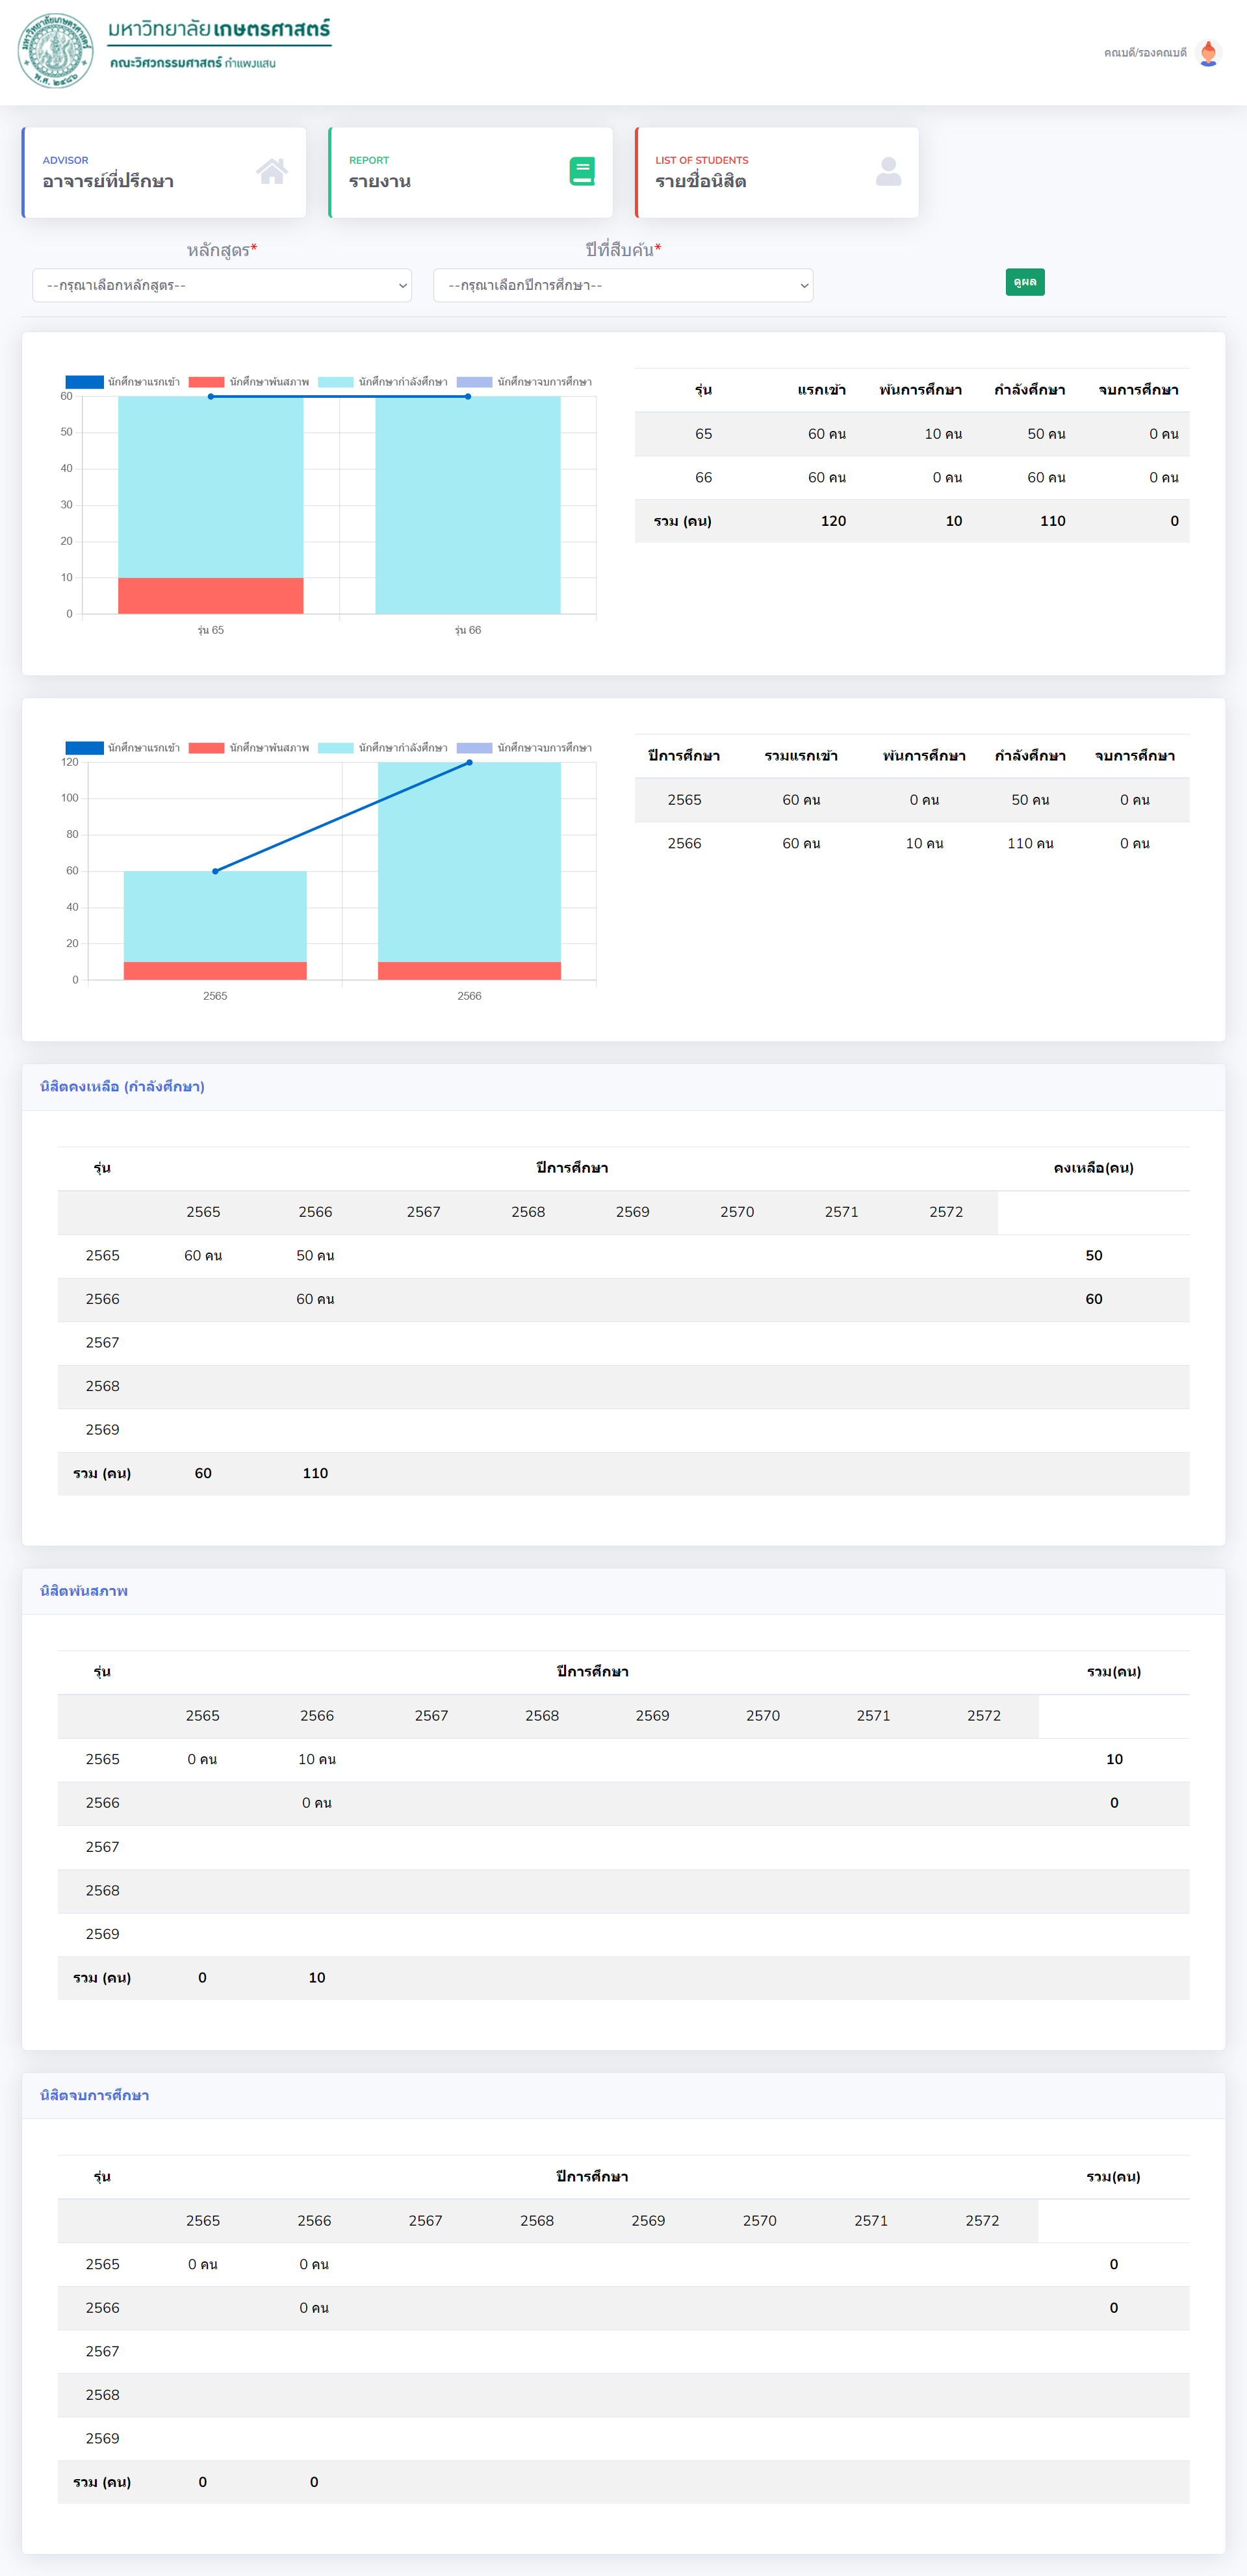 มหาวิทยาลัยเกษตรศาสตร์
คณะวิศวกรรมศาสตร์ กำแพงแสน
มหาวิทยาลัยเกษตรศาสตร์
พ.ศ. ๒๔๘๖
คณบดี/รองคณบดี
ADVISOR
อาจารย์ที่ปรึกษา
REPORT
รายงาน
LIST OF STUDENTS
รายชื่อนิสิต
หลักสูตร* ปีที่สืบค้น*
--กรุณาเลือกหลักสูตร-- --กรุณาเลือกปีการศึกษา-- ดูผล
นักศึกษาแรกเข้า นักศึกษาพ้นสภาพ นักศึกษากำลังศึกษา นักศึกษาจบการศึกษา
60
50
40
30
20
10
0
รุ่น 65 รุ่น 66
รุ่น แรกเข้า พ้นการศึกษา กำลังศึกษา จบการศึกษา
65 60 คน 10 คน 50 คน 0 คน
66 60 คน 0 คน 60 คน 0 คน
รวม (คน) 120 10 110 0
นักศึกษาแรกเข้า นักศึกษาพ้นสภาพ นักศึกษากำลังศึกษา นักศึกษาจบการศึกษา
120
100
80
60
40
20
0
2565 2566
ปีการศึกษา รวมแรกเข้า พ้นการศึกษา กำลังศึกษา จบการศึกษา
2565 60 คน 0 คน 50 คน 0 คน
2566 60 คน 10 คน 110 คน 0 คน
นิสิตคงเหลือ (กำลังศึกษา)
รุ่น ปีการศึกษา คงเหลือ(คน)
2565 2566 2567 2568 2569 2570 2571 2572
2565 60 คน 50 คน 50
2566 60 คน 60
2567
2568
2569
รวม (คน) 60 110
นิสิตพ้นสภาพ
รุ่น ปีการศึกษา รวม(คน)
2565 2566 2567 2568 2569 2570 2571 2572
2565 0 คน 10 คน 10
2566 0 คน 0
2567
2568
2569
รวม (คน) 0 10
นิสิตจบการศึกษา
รุ่น ปีการศึกษา รวม(คน)
2565 2566 2567 2568 2569 2570 2571 2572
2565 0 คน 0 คน 0
2566 0 คน 0
2567
2568
2569
รวม (คน) 0 0